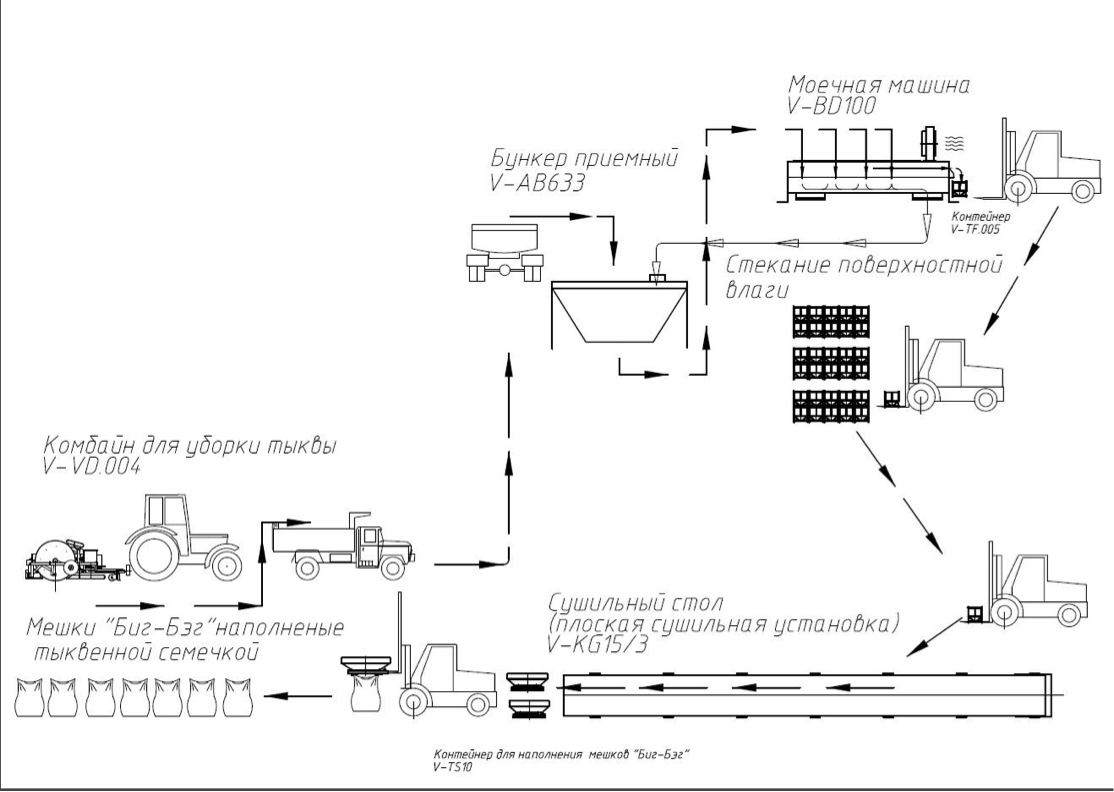 Моечная машина
V-BD100
Бункер приемный
V-AB633
Контейнер
V-TF.005
Стекание поверхностной
влаги
Комбайн для уборки тыквы
V-VD.004
Сушильный стол
(плоская сушильная установка)
V-KG15/3
Мешки "Биг-Бэг"наполненые
тыквенной семечкой
Контейнер для наполнения мешков "Биг-Бэг"
V-TS10